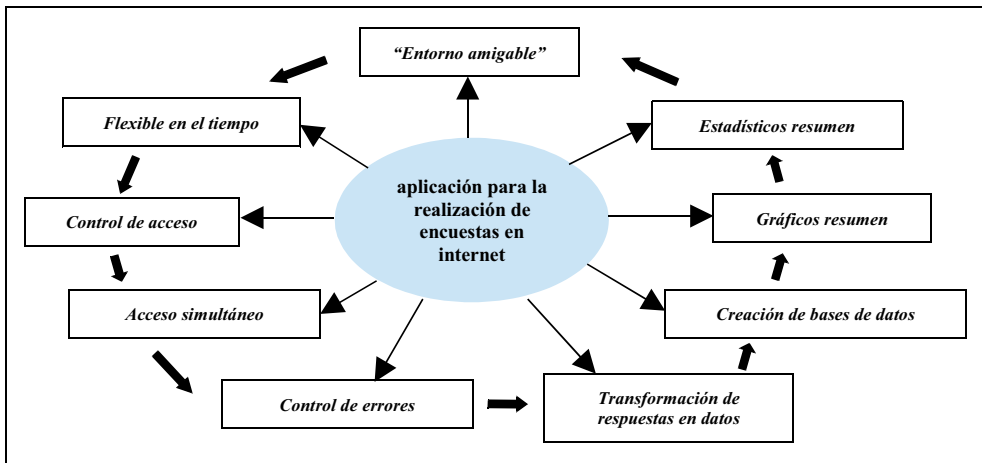 “Entorno amigable”
Flexible en el tiempo
Estadísticos resumen
aplicación para la
realización de
encuestas en
internet
Control de acceso
Gráficos resumen
Acceso simultáneo
Creación de bases de datos
Control de errores
Transformación de
respuestas en datos